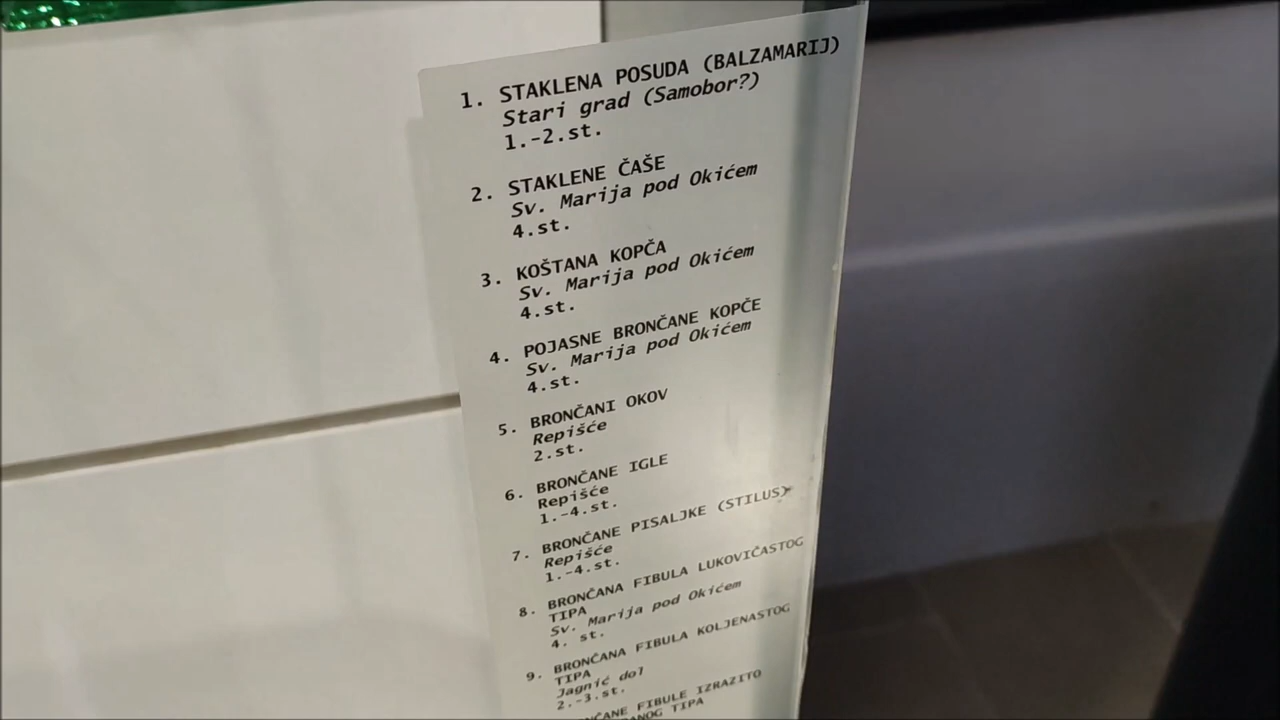 1. STAKLENA POSUDA (BALZAMARIJ)
Stari grad (Samobor?)
1.-2.st.
2. STAKLENE ČAŠE
Sv. Marija pod Okićem
4.st.
3. KOŠTANA KOPČA
Sv. Marija pod Okićem
4.st.
4. POJASNE BRONČANE KOPČE
Sv. Marija pod Okićem
4.st.
5. BRONČANI OKOV
Repišće
2.st.
6. BRONČANE IGLE
Repišće
1.-4.st.
7. BRONČANE PISALJKE (STILUS)
Repišće
1.-4.st.
8. BRONČANA FIBULA LUKOVIČASTOG
TIPA
Sv. Marija pod Okićem
4. st.
9. BRONČANA FIBULA KOLJENASTOG
TIPA
Jagnić dol
2.-3.st.
FIBULE IZRAZITO
TIPA